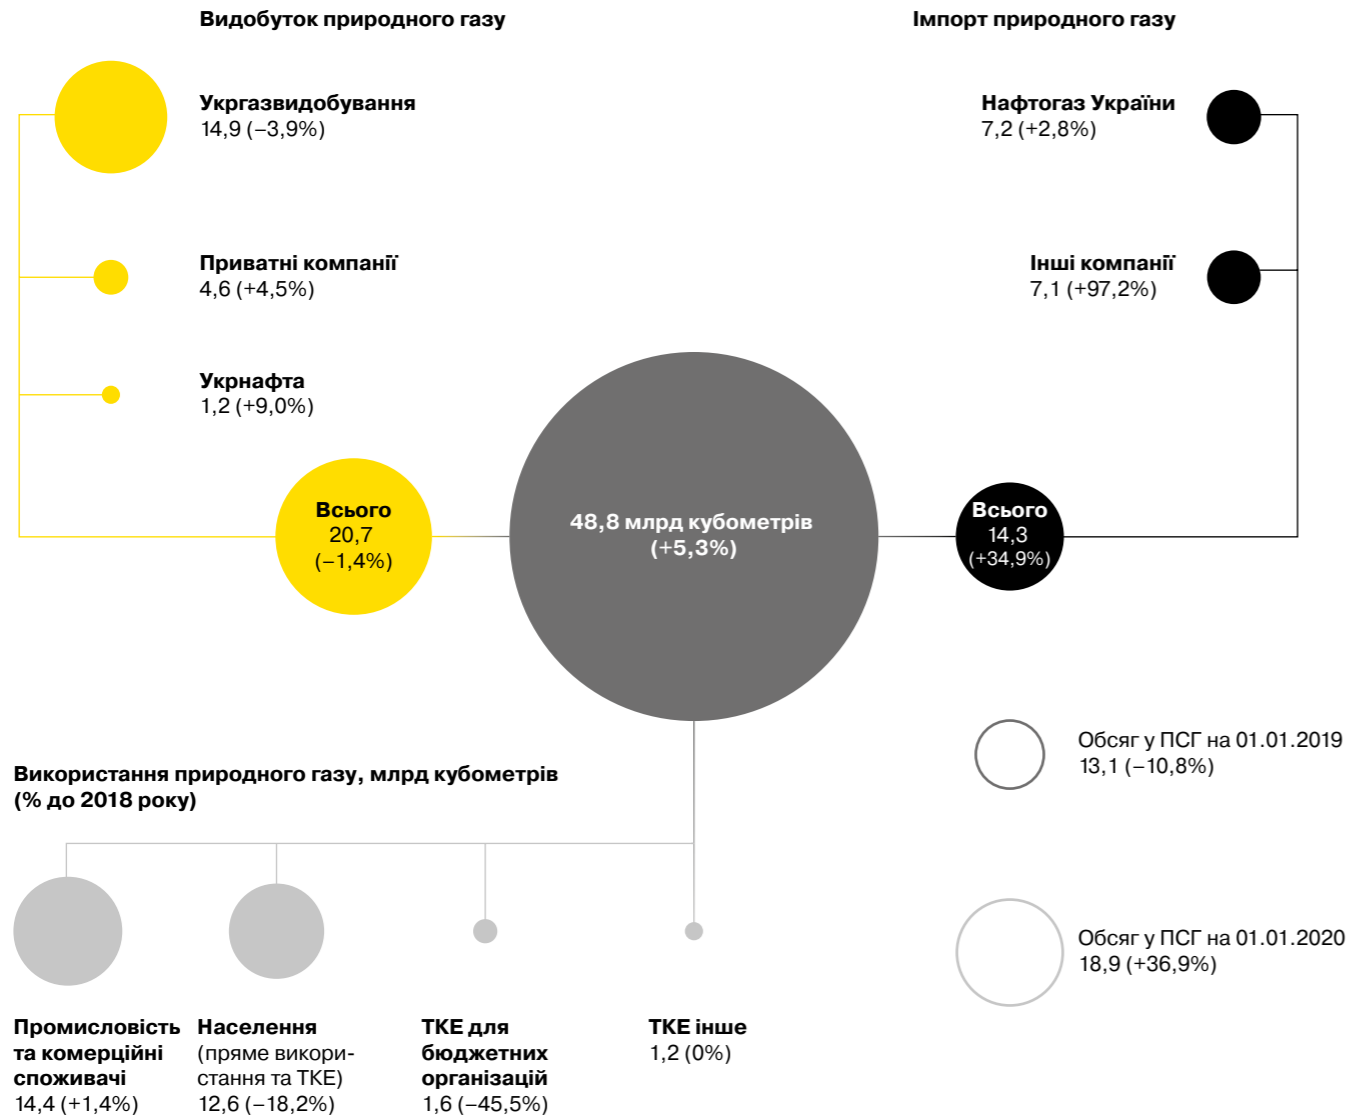 Видобуток природного газу
Укргазвидобування
14,9 (−3,9%)
Приватні компанії
4,6 (+4,5%)
Укрнафта
1,2 (+9,0%)
Всього
20,7
(−1,4%)
48,8 млрд кубометрів
(+5,3%)
Імпорт природного газу
Нафтогаз України
7,2 (+2,8%)
Інші компанії
7,1 (+97,2%)
Всього
14,3
(+34,9%)
Обсяг у ПСГ на 01.01.2019
13,1 (−10,8%)
Обсяг у ПСГ на 01.01.2020
18,9 (+36,9%)
Використання природного газу, млрд кубометрів
(% до 2018 року)
Промисловість
та комерційні
споживачі
14,4 (+1,4%)
Населення
(пряме викори-
стання та ТКЕ)
12,6 (−18,2%)
ТКЕ для
бюджетних
організацій
1,6 (−45,5%)
ТКЕ інше
1,2 (0%)